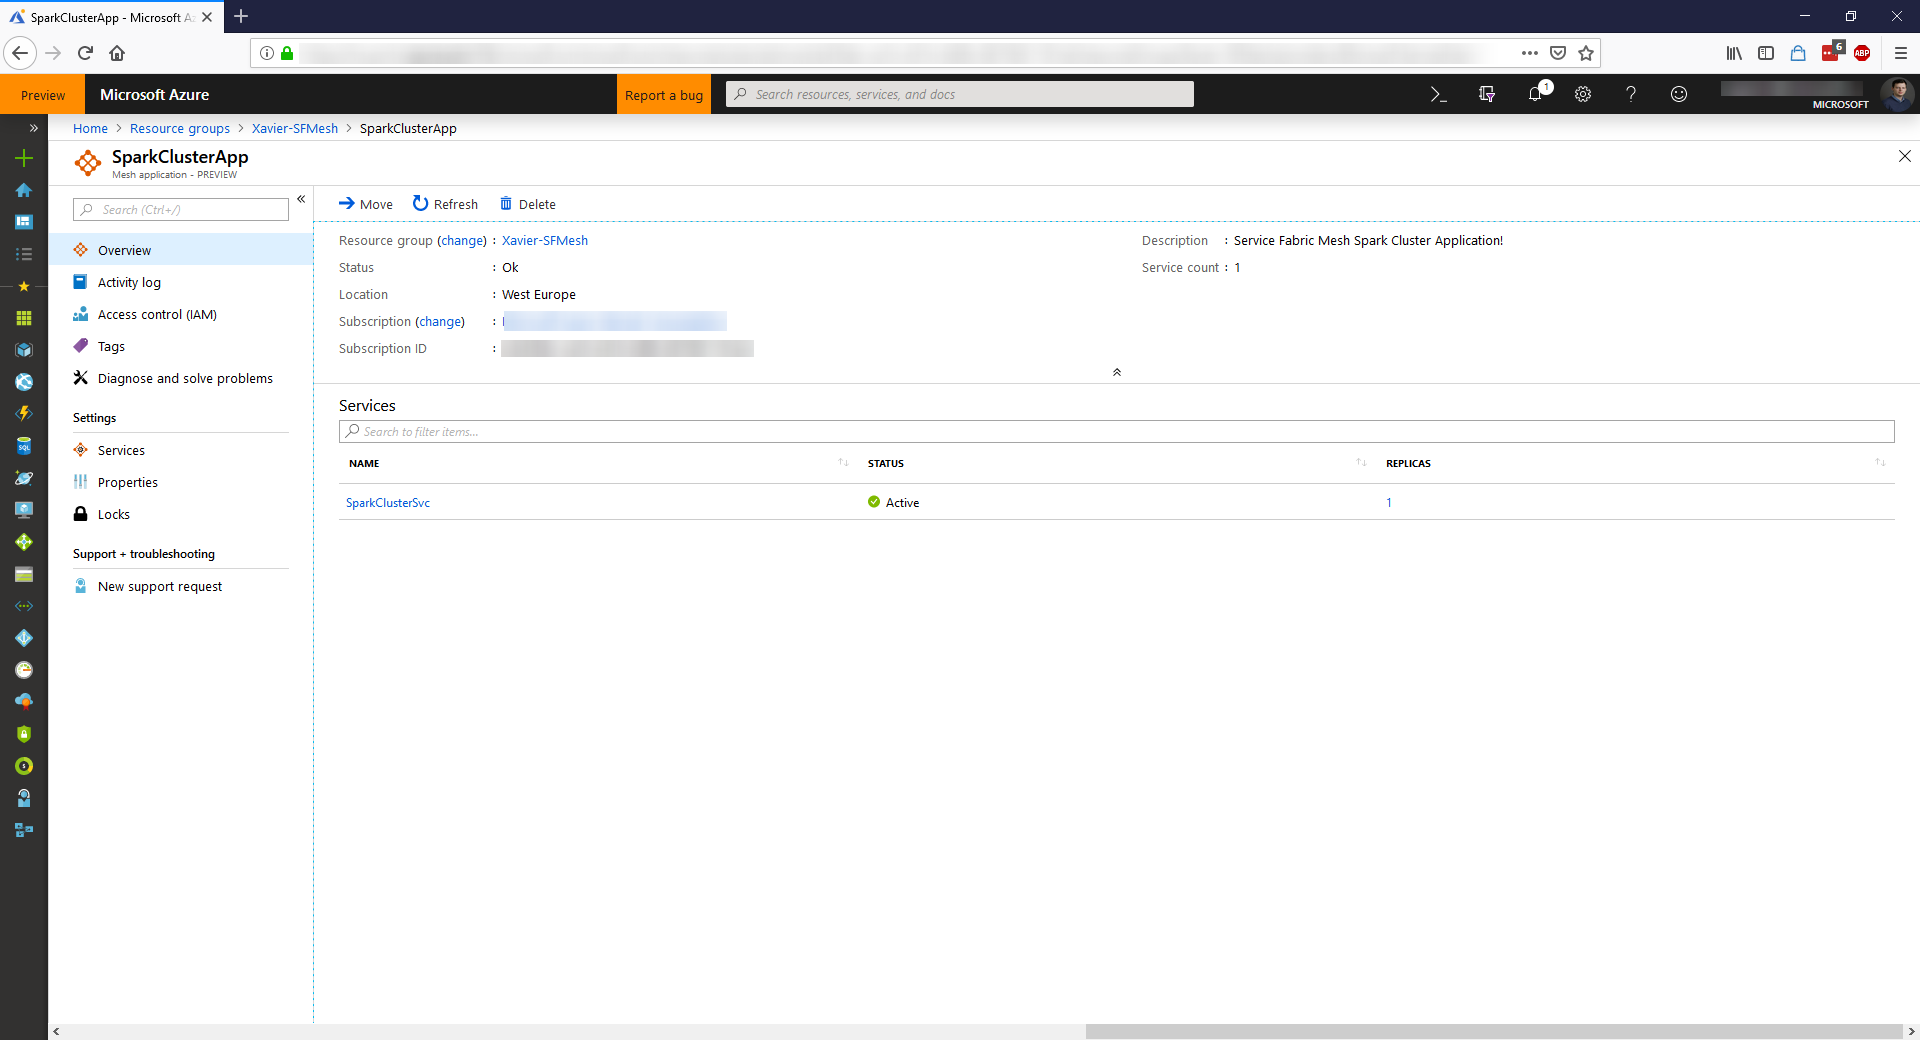 SparkClusterApp - Microsoft A
Preview
Microsoft Azure
Report a bug
Search resources, services, and docs
1
6
ABP
MICROSOFT
Home > Resource groups > Xavier-SFMesh > SparkClusterApp
SparkClusterApp
Mesh application - PREVIEW
Search (Ctrl+/)
Overview
Activity log
Access control (IAM)
Tags
Diagnose and solve problems
Settings
Services
Properties
Locks
Support + troubleshooting
New support request
Move Refresh Delete
Resource group (change) : Xavier-SFMesh
Status : Ok
Location : West Europe
Subscription (change) :
Subscription ID :
Description : Service Fabric Mesh Spark Cluster Application!
Service count : 1
Services
Search to filter items...
NAME STATUS REPLICAS
SparkClusterSvc Active 1
SQL